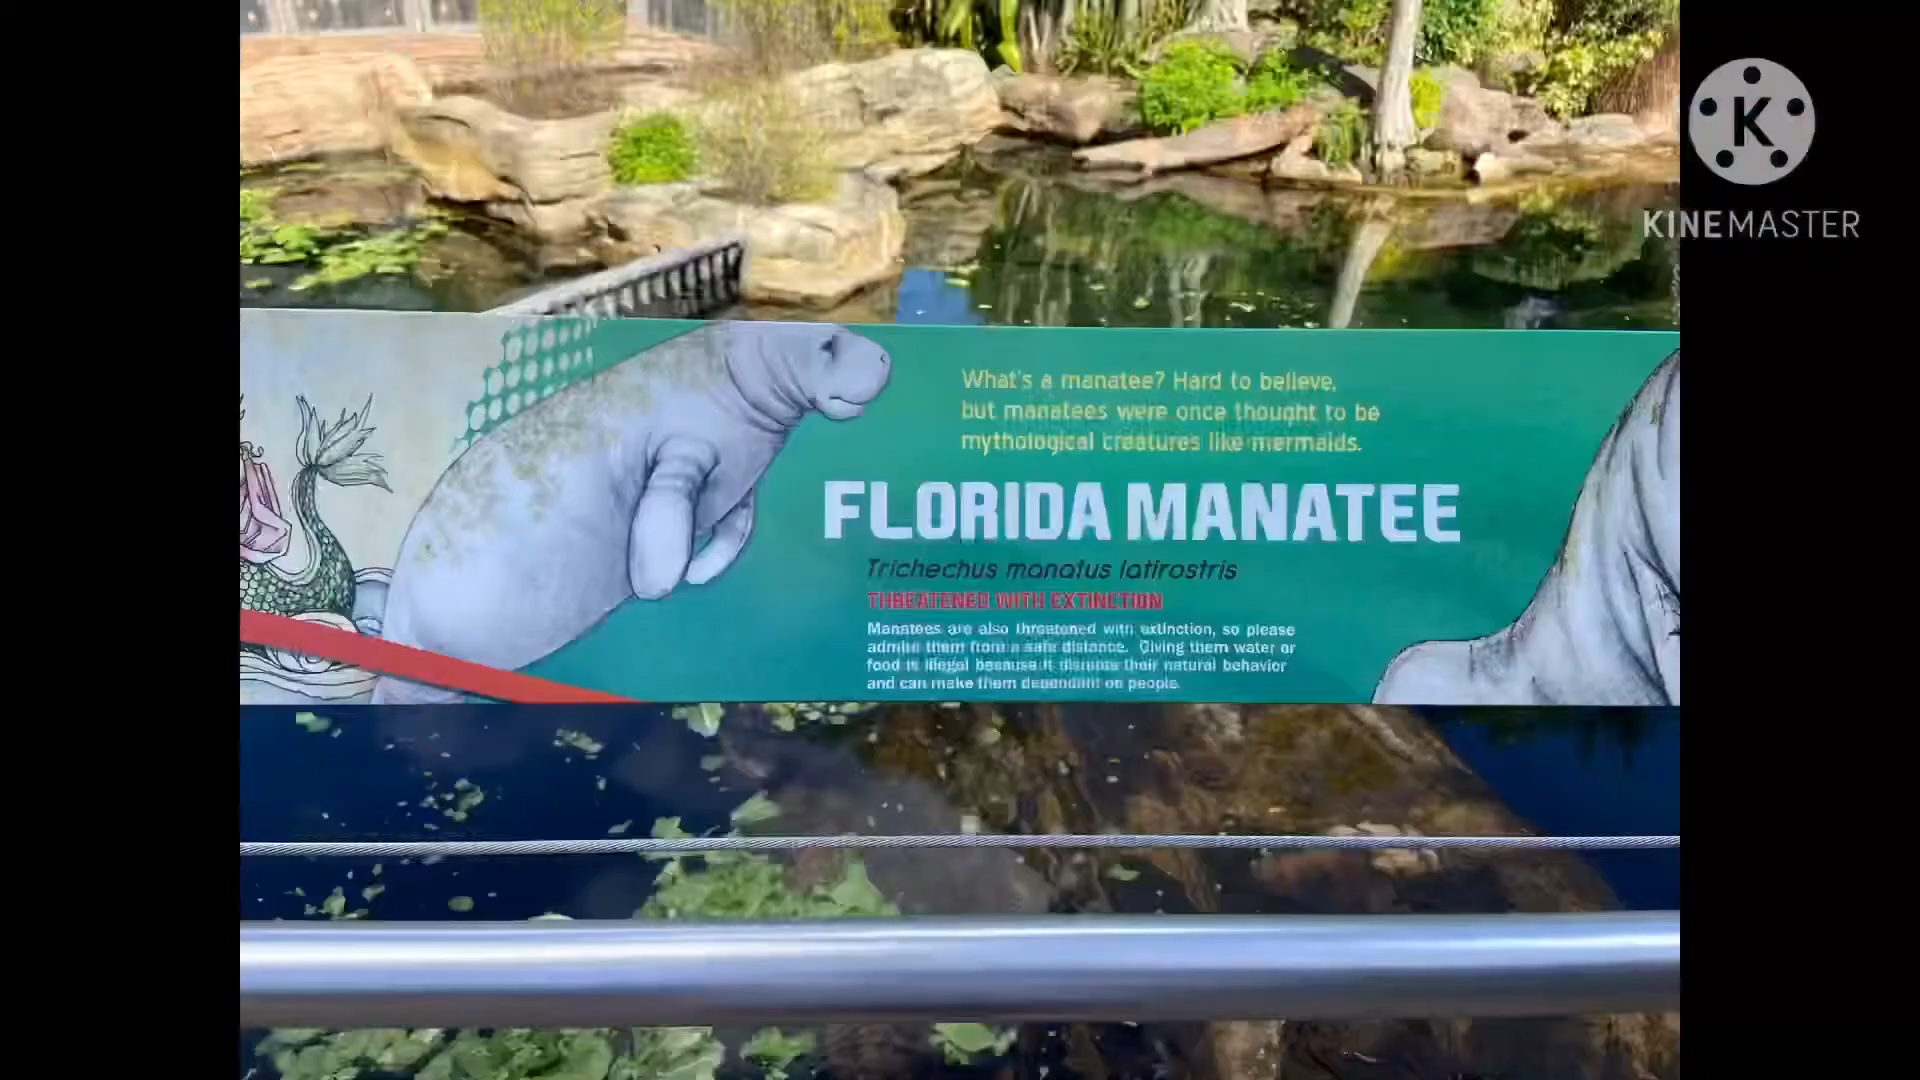 K
KINEMASTER
What's a manatee? Hard to believe,
but manatees were once thought to be
mythological creatures like mermaids.
FLORIDA MANATEE
Trichechus manatus latirostris
THREATENED WITH EXTINCTION
Manatees are also threatened with extinction, so please
admire them from a safe distance. Giving them water or
food is illegal because it disrupts their natural behavior
and can make them dependant on people.